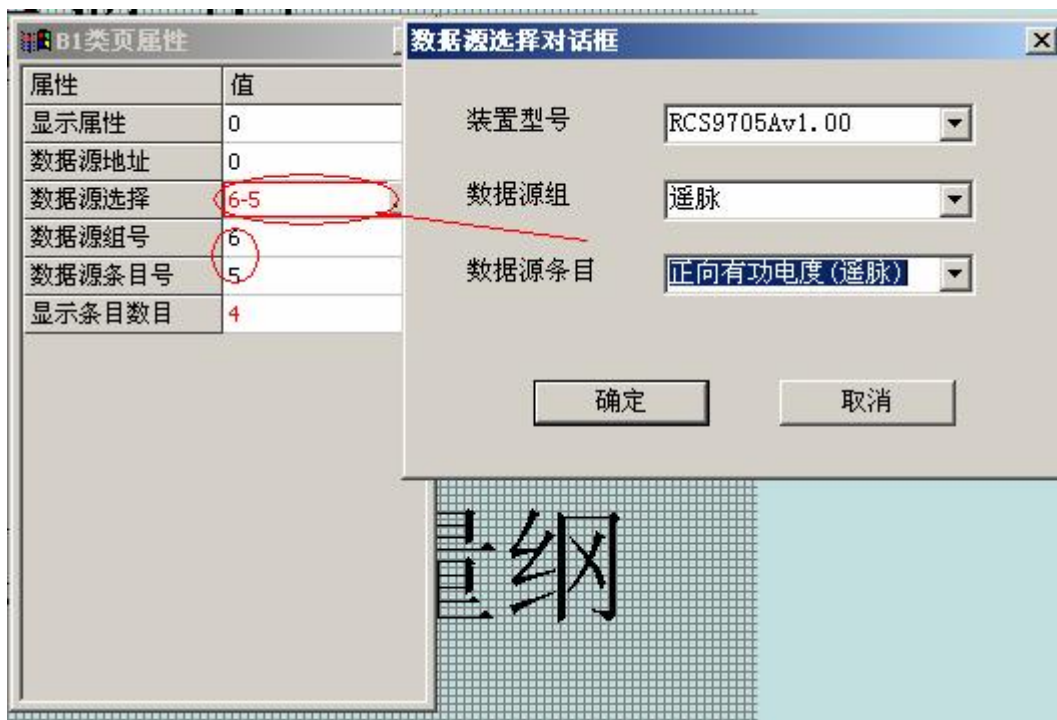 B1类页属性
属性 值
显示属性 0
数据源地址 0
数据源选择 6-5
数据源组号 6
数据源条目号 5
显示条目数目 4
数据源选择对话框
装置型号 RCS9705Av1.00
数据源组 遥脉
数据源条目 正向有功电度(遥脉)
确定 取消
量纲